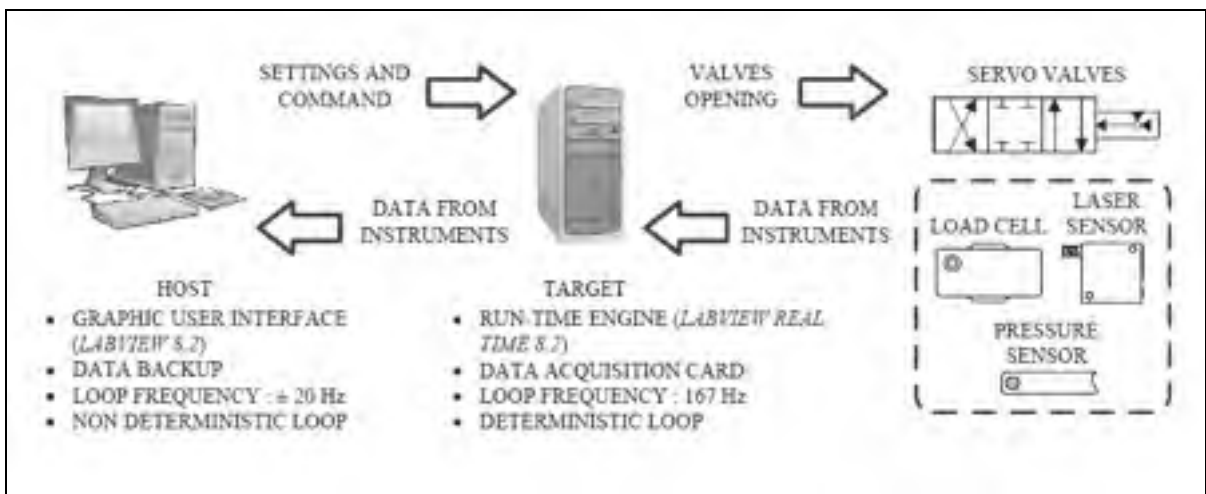 SETTINGS AND
COMMAND
VALVES
OPENING
SERVO VALVES
DATA FROM
INSTRUMENTS
DATA FROM
INSTRUMENTS
LOAD CELL
LASER
SENSOR
PRESSURE
SENSOR
HOST
• GRAPHIC USER INTERFACE
(LABVIEW 8.2)
• DATA BACKUP
• LOOP FREQUENCY : ± 20 Hz
• NON DETERMINISTIC LOOP
TARGET
• RUN-TIME ENGINE (LABVIEW REAL
TIME 8.2)
• DATA ACQUISITION CARD
• LOOP FREQUENCY : 167 Hz
• DETERMINISTIC LOOP